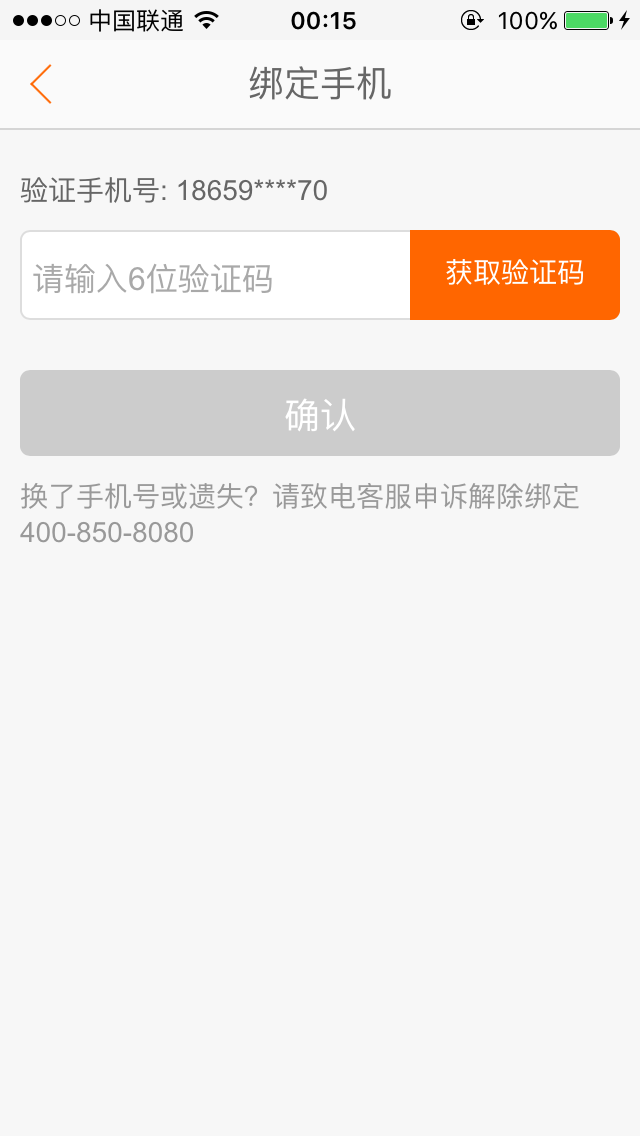 中国联通 00:15 100%
绑定手机
验证手机号: 18659****70
请输入6位验证码 获取验证码
确认
换了手机号或遗失？请致电客服申诉解除绑定
400-850-8080